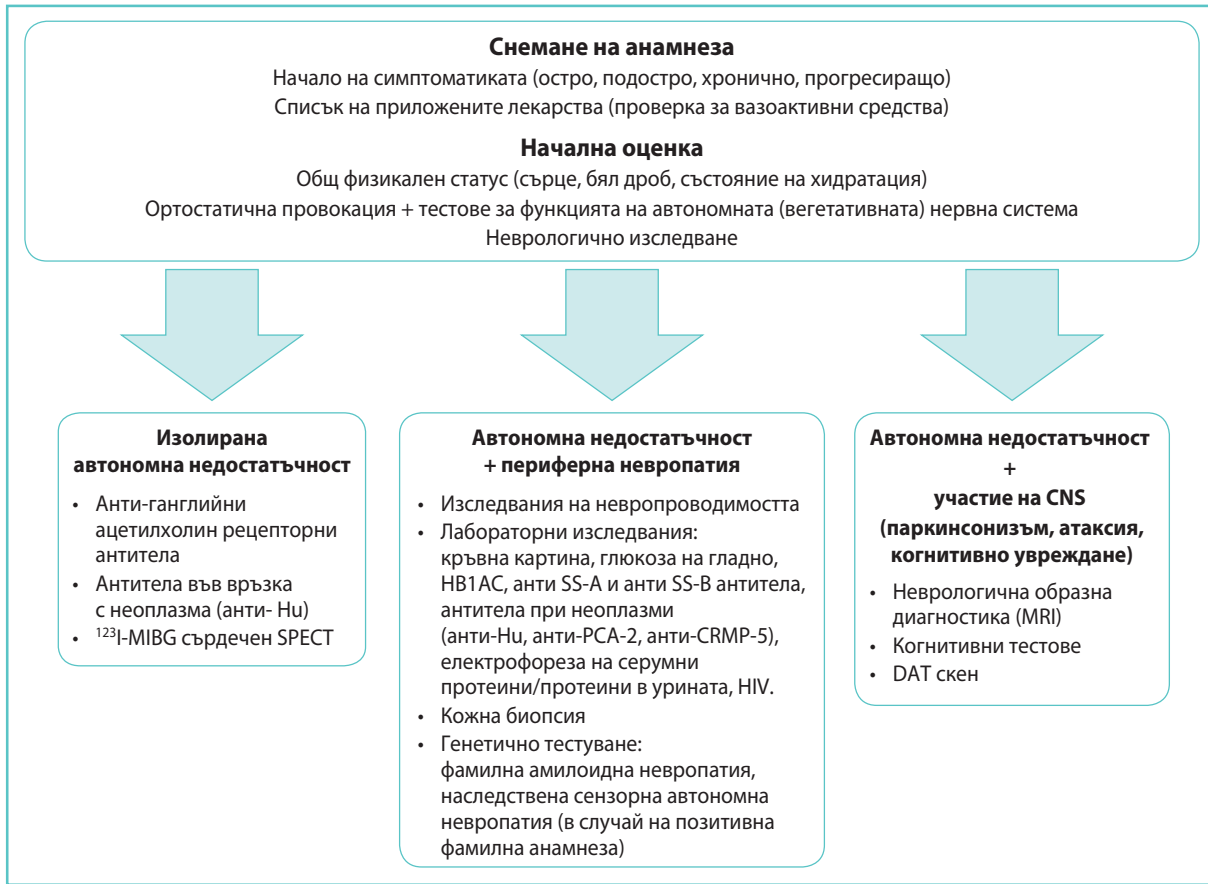 Снемане на анамнеза
Начало на симптоматиката (остро, подостро, хронично, прогресиращо)
Списък на приложените лекарства (проверка за вазоактивни средства)
Начална оценка
Общ физикален статус (сърце, бял дроб, състояние на хидратация)
Ортостатична провокация + тестове за функцията на автономната (вегетативната) нервна система
Неврологично изследване
Изолирана
автономна недостатъчност
• Анти-ганглийни
ацетилхолин рецепторни
антитела
• Антитела във връзка
с неоплазма (анти- Hu)
• ¹²³I-MIBG сърдечен SPECT
Автономна недостатъчност
+ периферна невропатия
• Изследвания на невропроводимостта
• Лабораторни изследвания:
кръвна картина, глюкоза на гладно,
HB1AC, анти SS-A и анти SS-B антитела,
антитела при неоплазми
(анти-Hu, анти-PCA-2, анти-CRMP-5),
електрофореза на серумни
протеини/протеини в урината, HIV.
• Кожна биопсия
• Генетично тестуване:
фамилна амилоидна невропатия,
наследствена сензорна автономна
невропатия (в случай на позитивна
фамилна анамнеза)
Автономна недостатъчност
+
участие на CNS
(паркинсонизъм, атаксия,
когнитивно увреждане)
• Неврологична образна
диагностика (MRI)
• Когнитивни тестове
• DAT скен